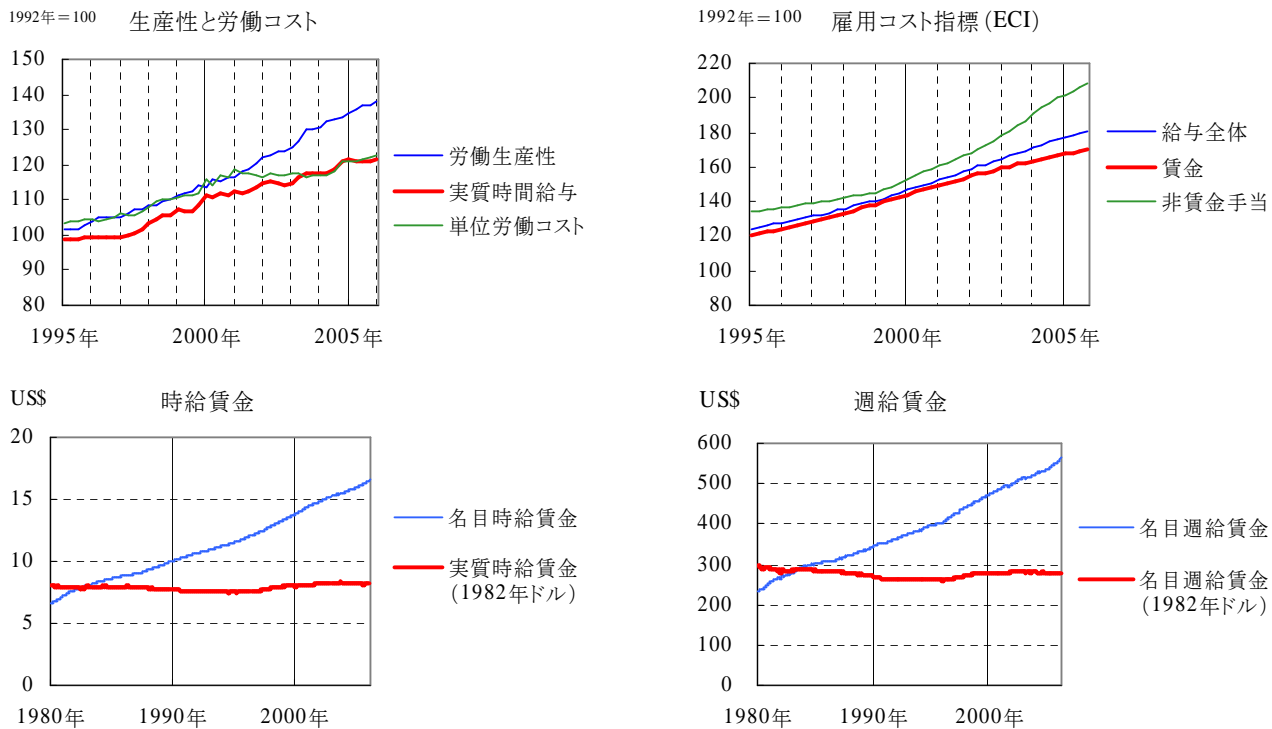 1992年＝100 生産性と労働コスト
150
140
130
120
110
100
90
80
1995年 2000年 2005年
労働生産性
実質時間給与
単位労働コスト
1992年＝100 雇用コスト指標（ECI）
220
200
180
160
140
120
100
80
1995年 2000年 2005年
給与全体
賃金
非賃金手当
US$ 時給賃金
20
15
10
5
0
1980年 1990年 2000年
名目時給賃金
実質時給賃金
（1982年ドル）
US$ 週給賃金
600
500
400
300
200
100
0
1980年 1990年 2000年
名目週給賃金
名目週給賃金
（1982年ドル）